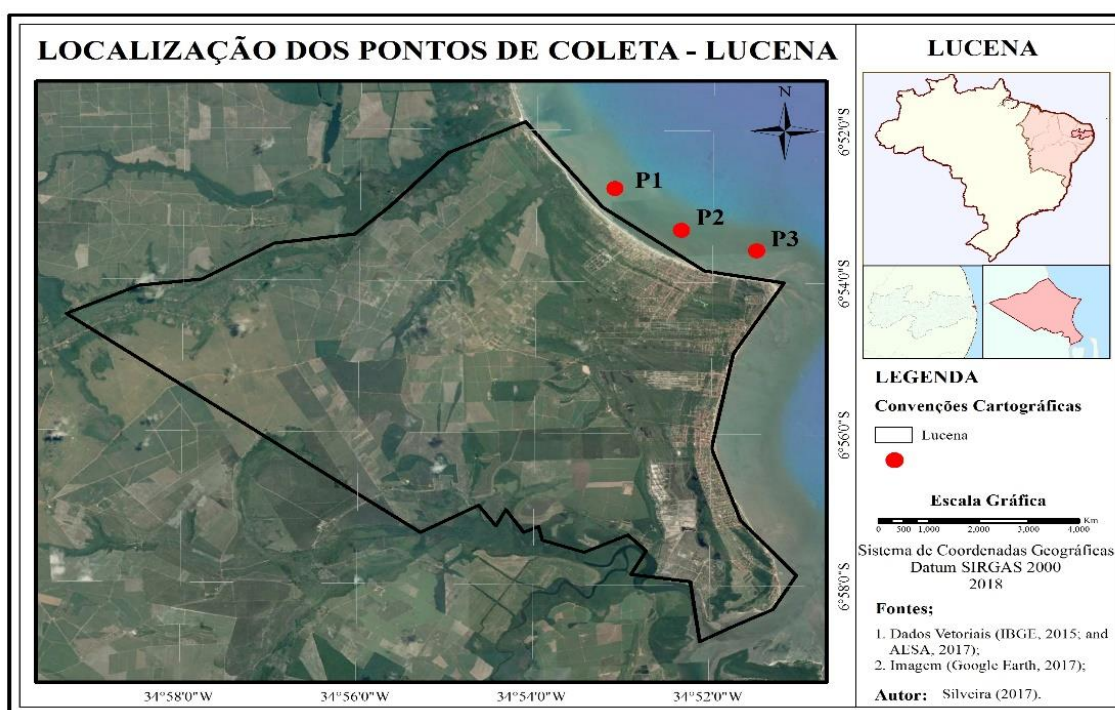 LOCALIZAÇÃO DOS PONTOS DE COLETA - LUCENA
N
P1
P2
P3
6°52'0"S
6°54'0"S
6°56'0"S
6°58'0"S
34°58'0"W
34°56'0"W
34°54'0"W
34°52'0"W
LUCENA
LEGENDA
Convenções Cartográficas
Lucena
Escala Gráfica
0 500 1,000 2,000 3,000 4,000 Km
Sistema de Coordenadas Geográficas
Datum SIRGAS 2000
2018
Fontes;
1. Dados Vetoriais (IBGE, 2015; and
AESA, 2017);
2. Imagem (Google Earth, 2017);
Autor: Silveira (2017).